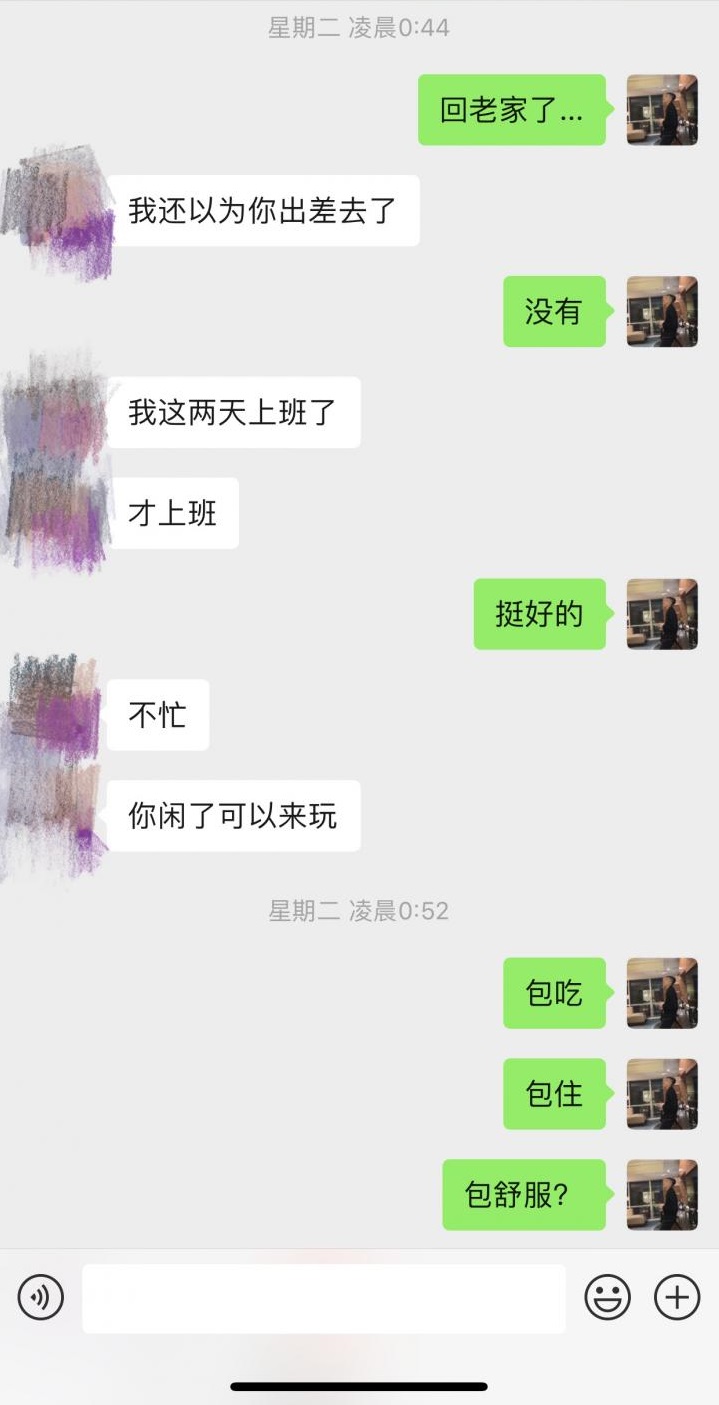 星期二 凌晨0:44
回老家了...
我还以为你出差去了
没有
我这两天上班了
才上班
挺好的
不忙
你闲了可以来玩
星期二 凌晨0:52
包吃
包住
包舒服?